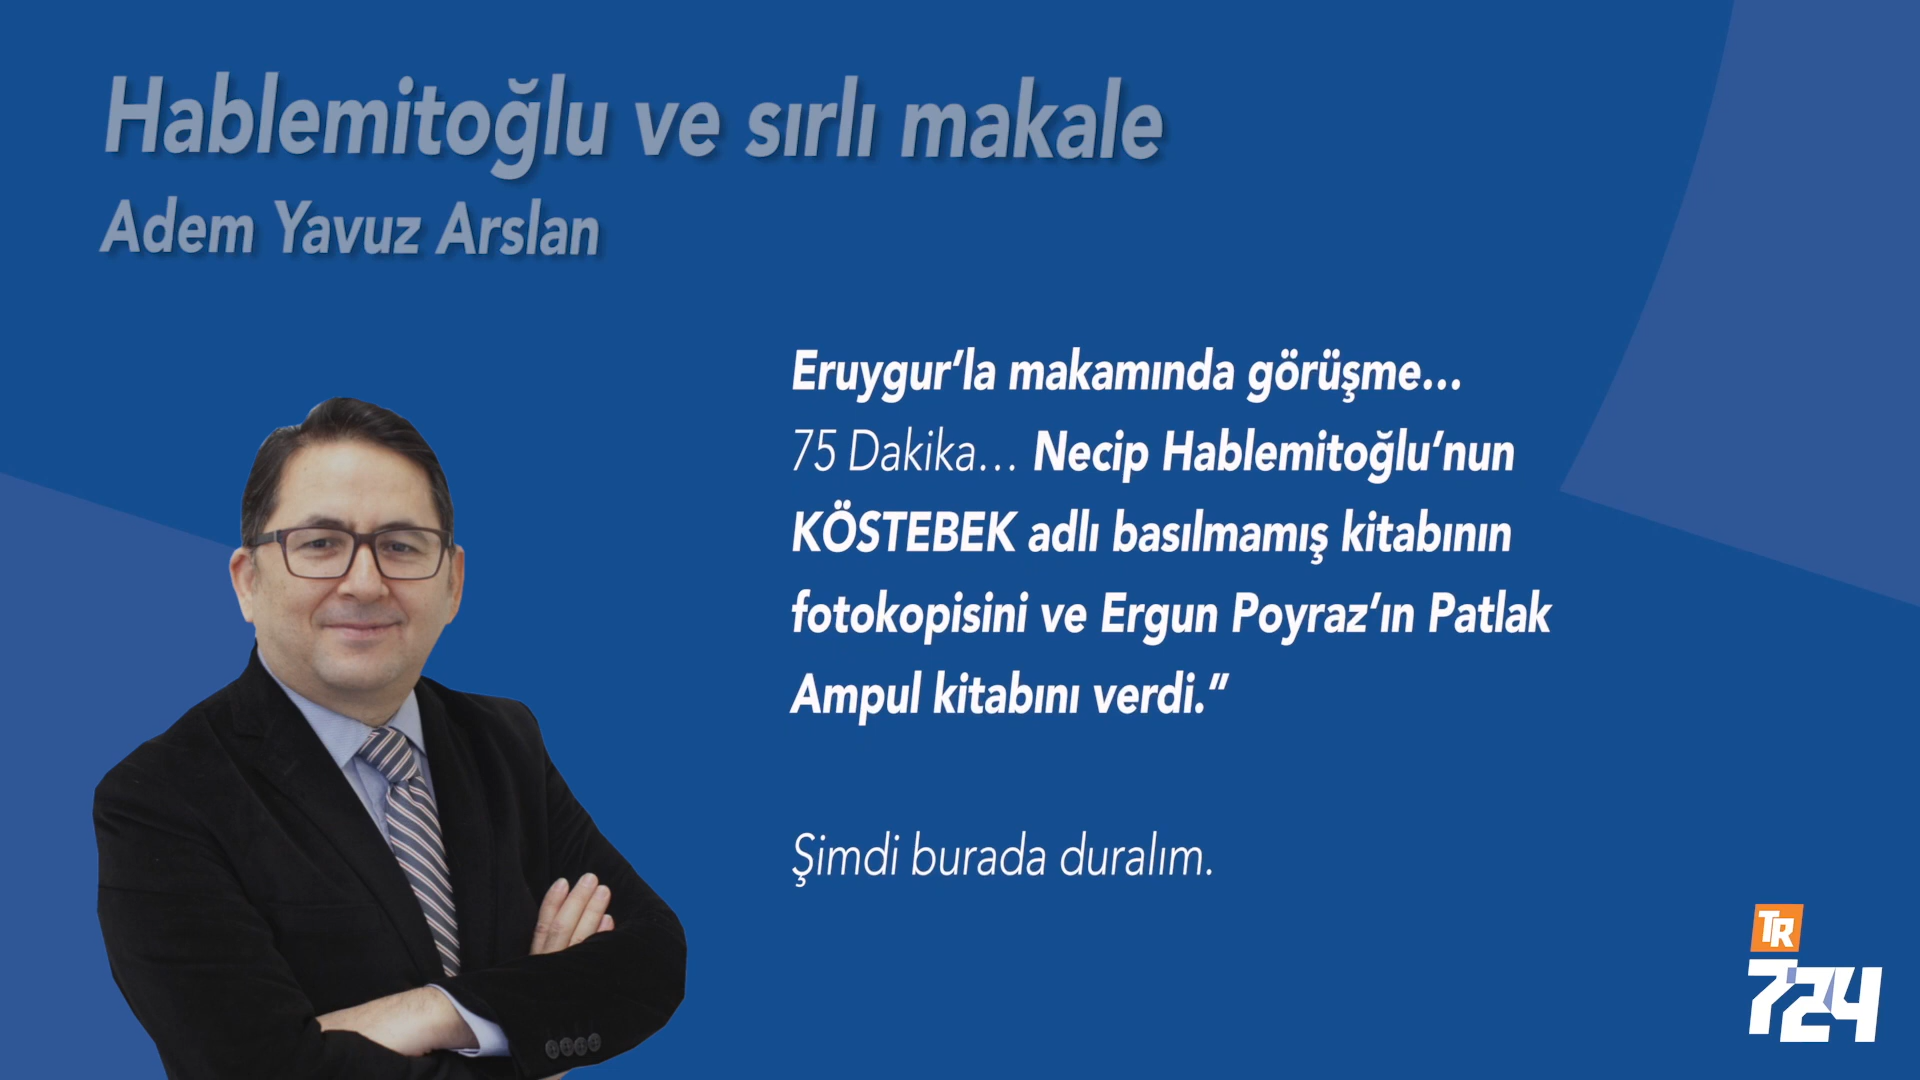 Hablemitoğlu ve sırlı makale
Adem Yavuz Arslan
Eruygur’la makamında görüşme…
75 Dakika… Necip Hablemitoğlu’nun
KÖSTEBEK adlı basılmamış kitabının
fotokopisini ve Ergun Poyraz’ın Patlak
Ampul kitabını verdi.”
Şimdi burada duralım.
TR
724